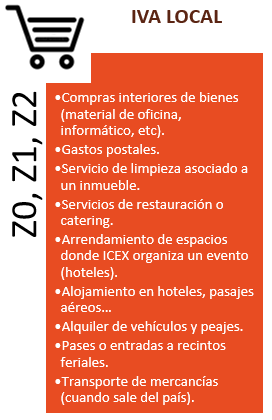 IVA LOCAL
Z0, Z1, Z2
•Compras interiores de bienes
(material de oficina,
informático, etc).
•Gastos postales.
•Servicio de limpieza asociado a
un inmueble.
•Servicios de restauración o
catering.
•Arrendamiento de espacios
donde ICEX organiza un evento
(hoteles).
•Alojamiento en hoteles, pasajes
aéreos...
•Alquiler de vehículos y peajes.
•Pases o entradas a recintos
feriales.
•Transporte de mercancías
(cuando sale del país).